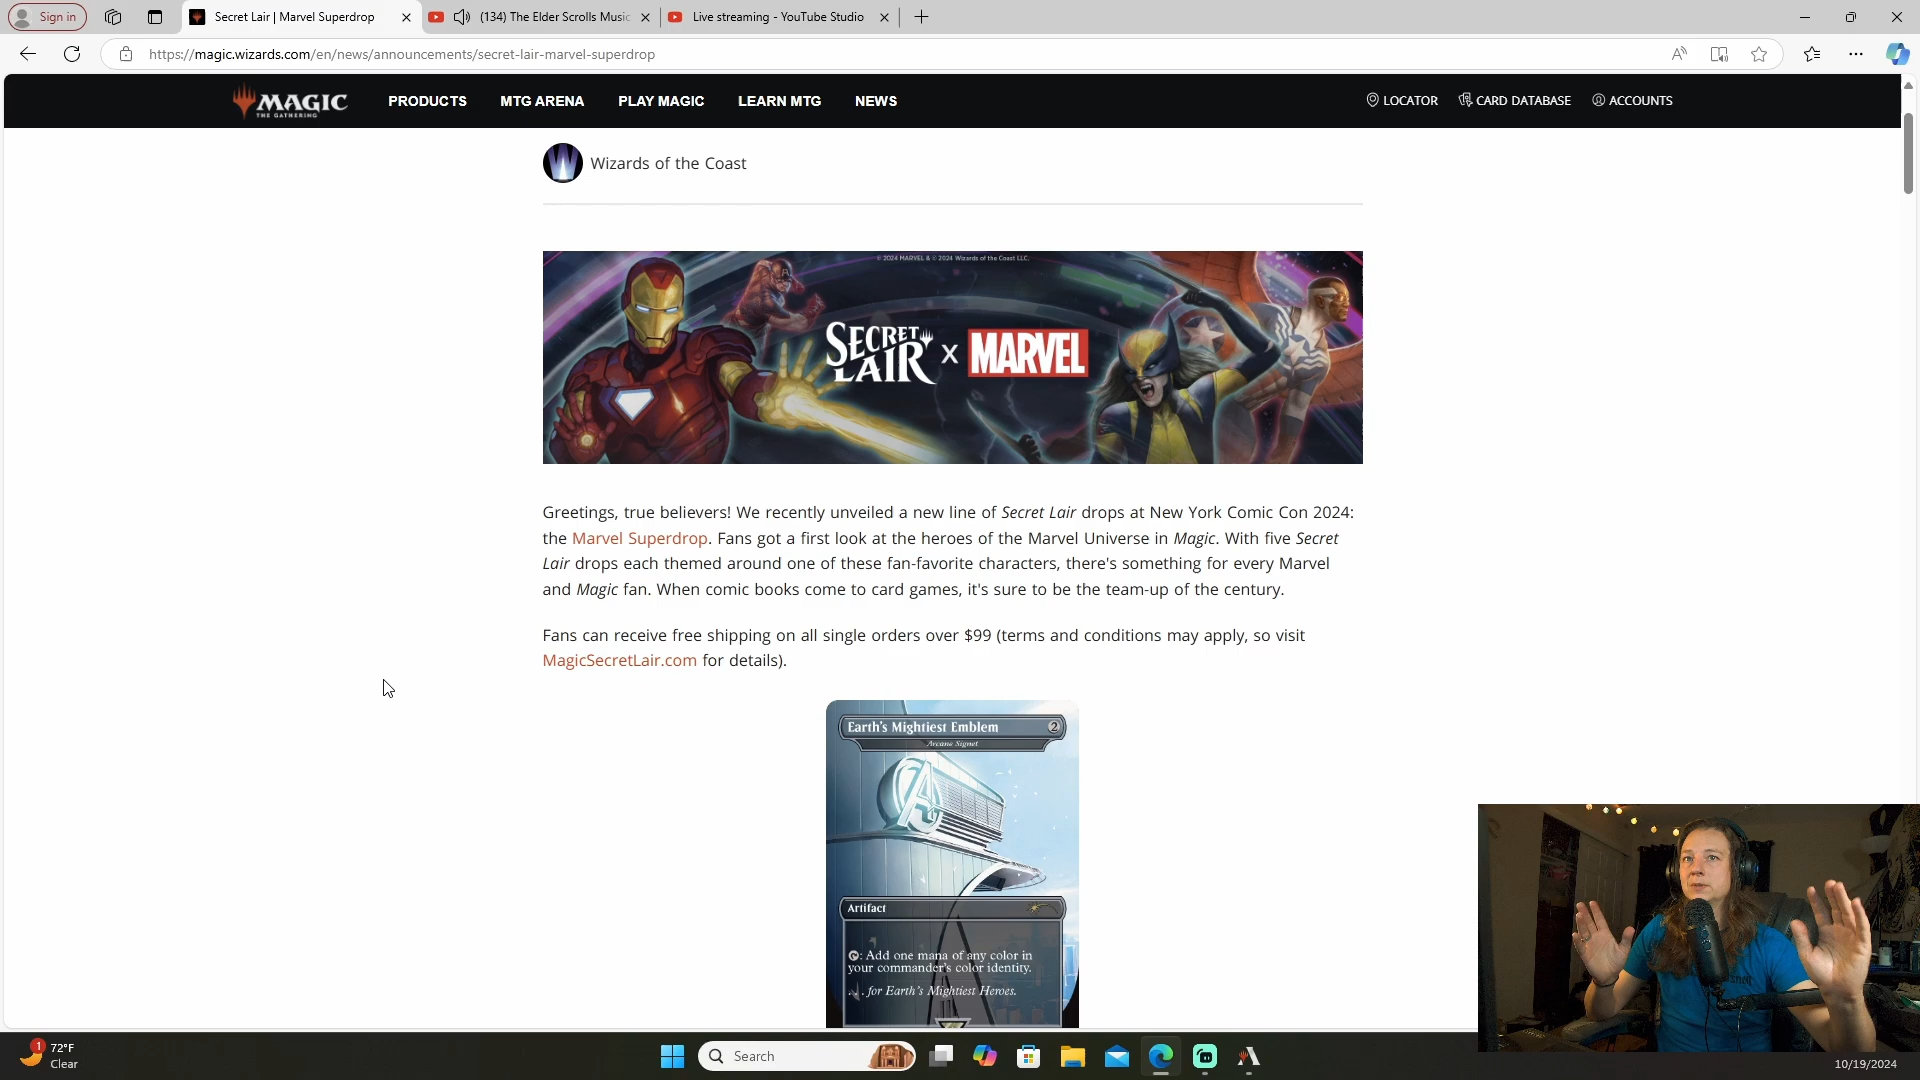 Sign in
Secret Lair | Marvel Superdrop
(134) The Elder Scrolls Music
Live streaming - YouTube Studio
https://magic.wizards.com/en/news/announcements/secret-lair-marvel-superdrop
MAGIC
THE GATHERING
PRODUCTS
MTG ARENA
PLAY MAGIC
LEARN MTG
NEWS
LOCATOR
CARD DATABASE
ACCOUNTS
Wizards of the Coast
© 2024 MARVEL & © 2024 Wizards of the Coast LLC.
SECRET LAIR X MARVEL
Greetings, true believers! We recently unveiled a new line of Secret Lair drops at New York Comic Con 2024:
the Marvel Superdrop. Fans got a first look at the heroes of the Marvel Universe in Magic. With five Secret
Lair drops each themed around one of these fan-favorite characters, there's something for every Marvel
and Magic fan. When comic books come to card games, it's sure to be the team-up of the century.
Fans can receive free shipping on all single orders over $99 (terms and conditions may apply, so visit
MagicSecretLair.com for details).
Earth's Mightiest Emblem 2
Arcane Signet
Artifact
: Add one mana of any color in
your commander's color identity.
. . . for Earth's Mightiest Heroes.
1
72°F
Clear
Search
10/19/2024